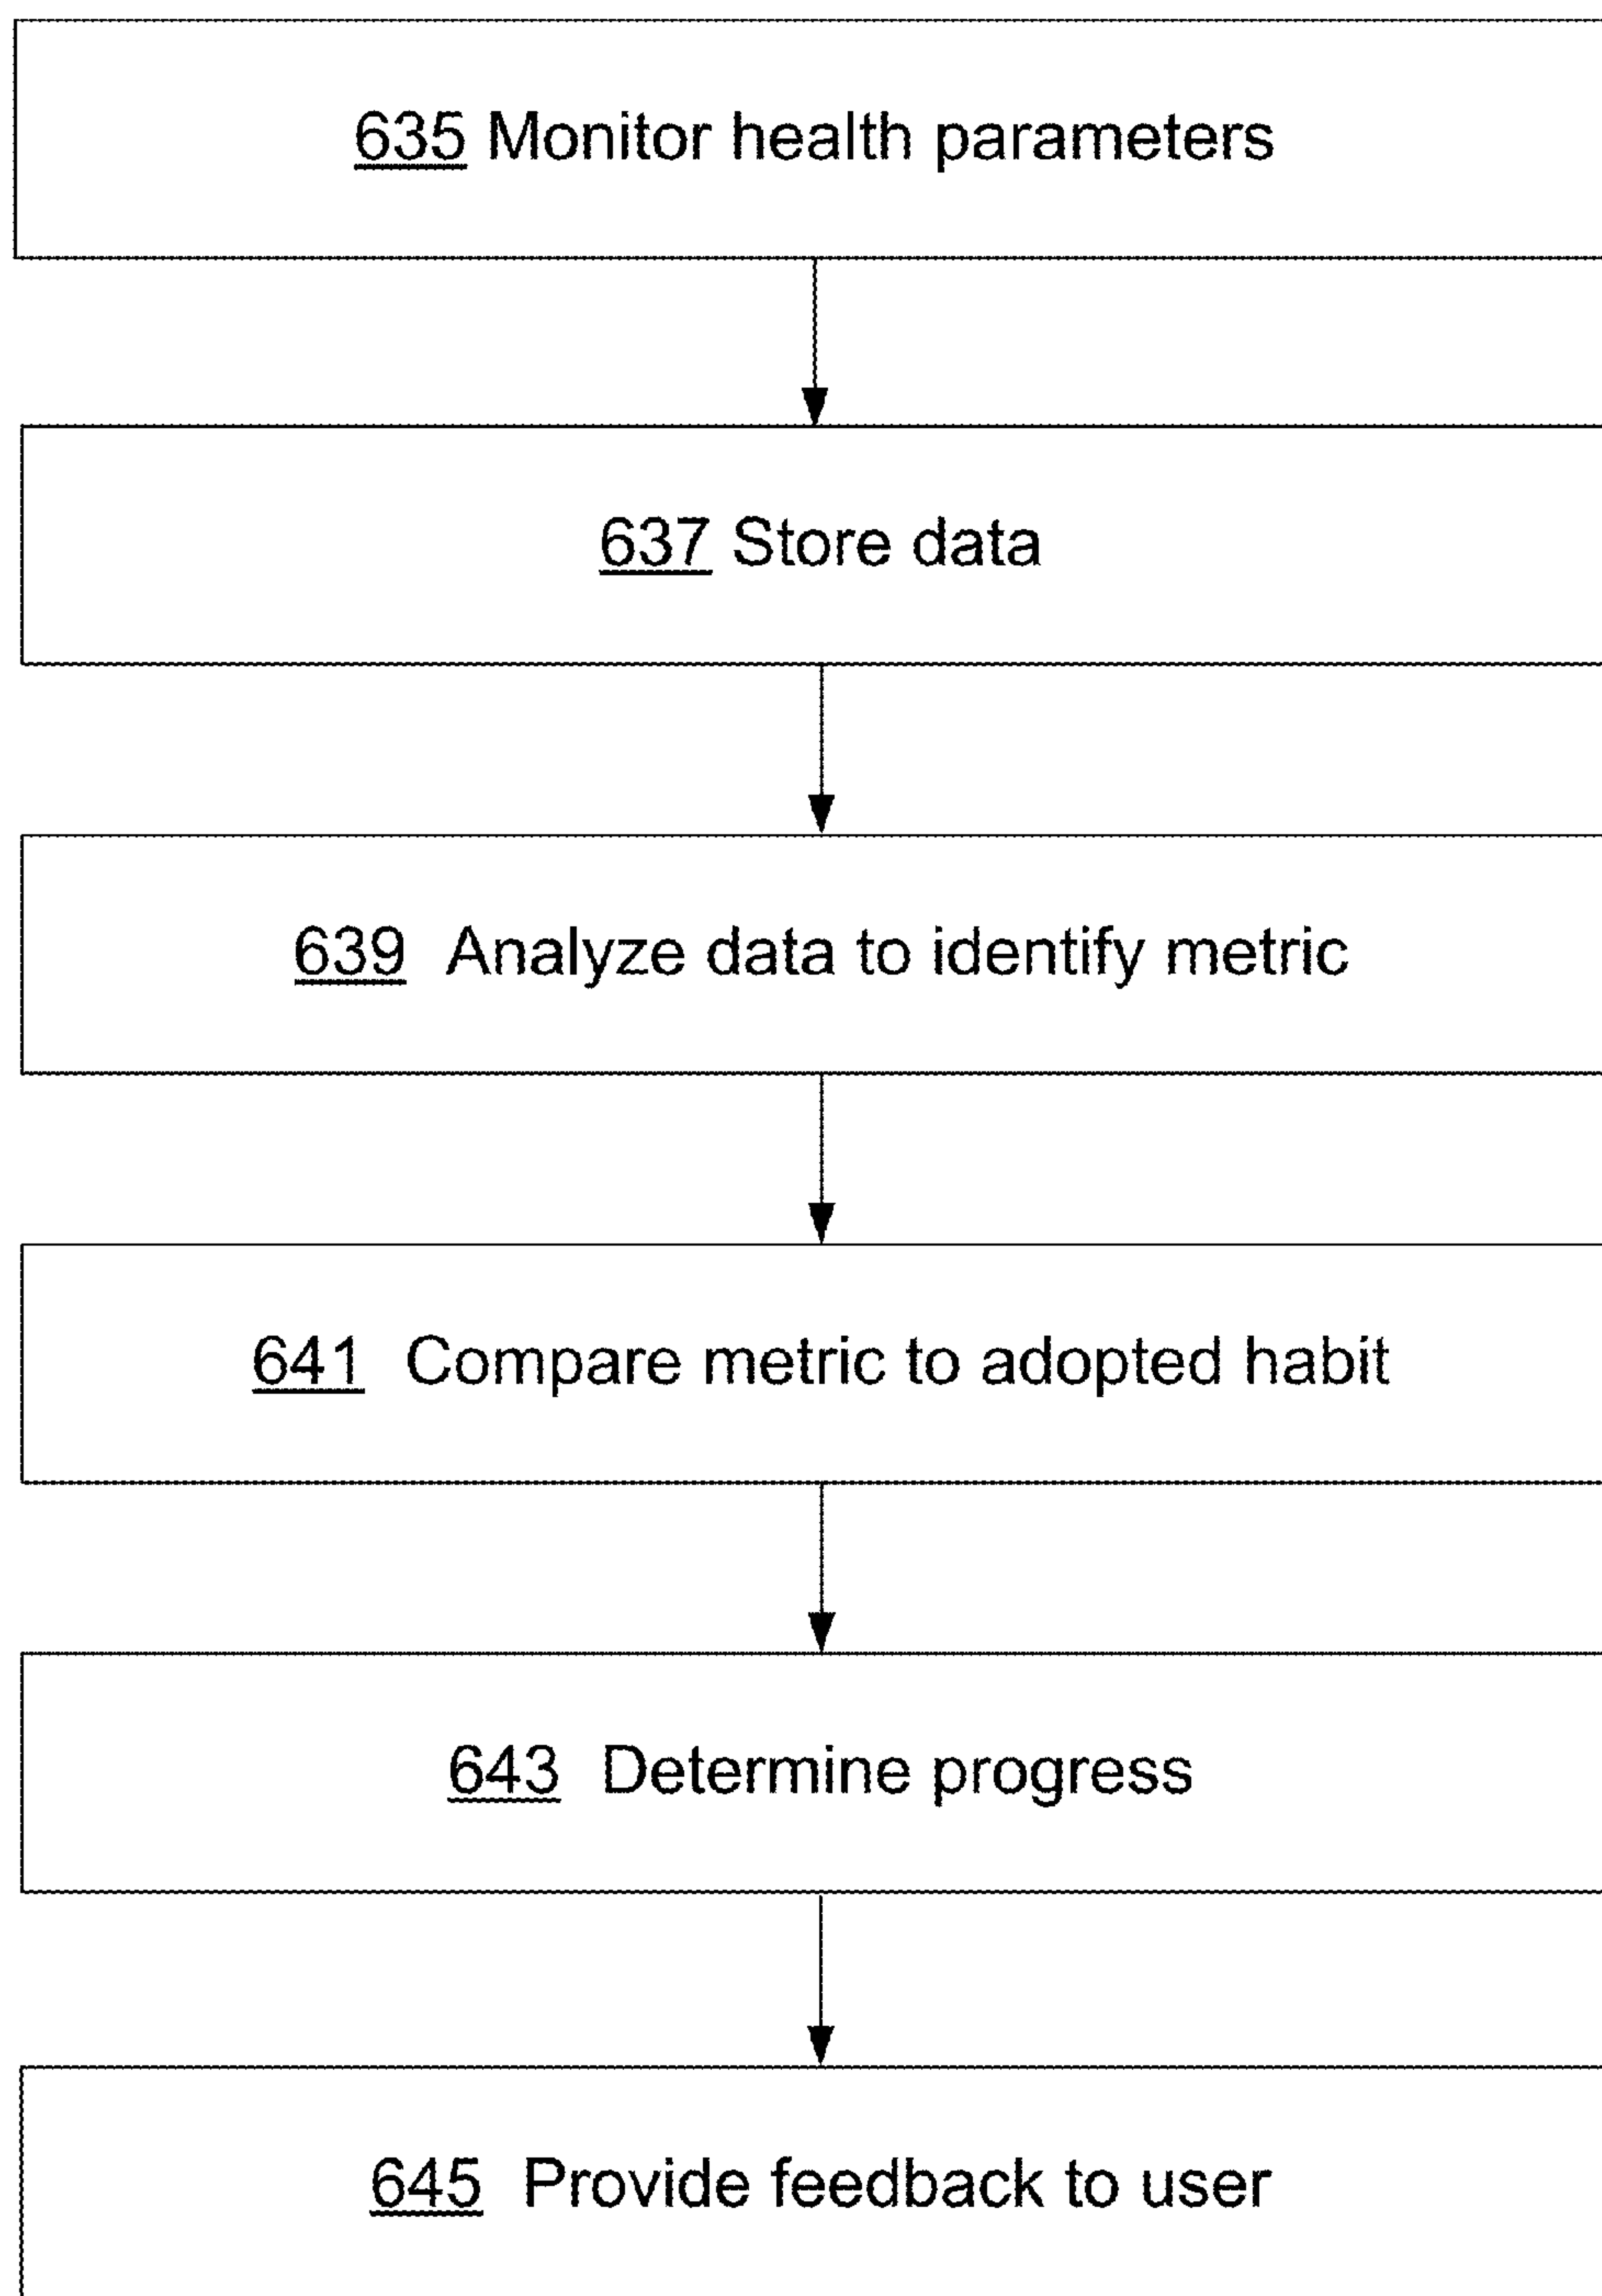 635 Monitor health parameters
637 Store data
639 Analyze data to identify metric
641 Compare metric to adopted habit
643 Determine progress
645 Provide feedback to user